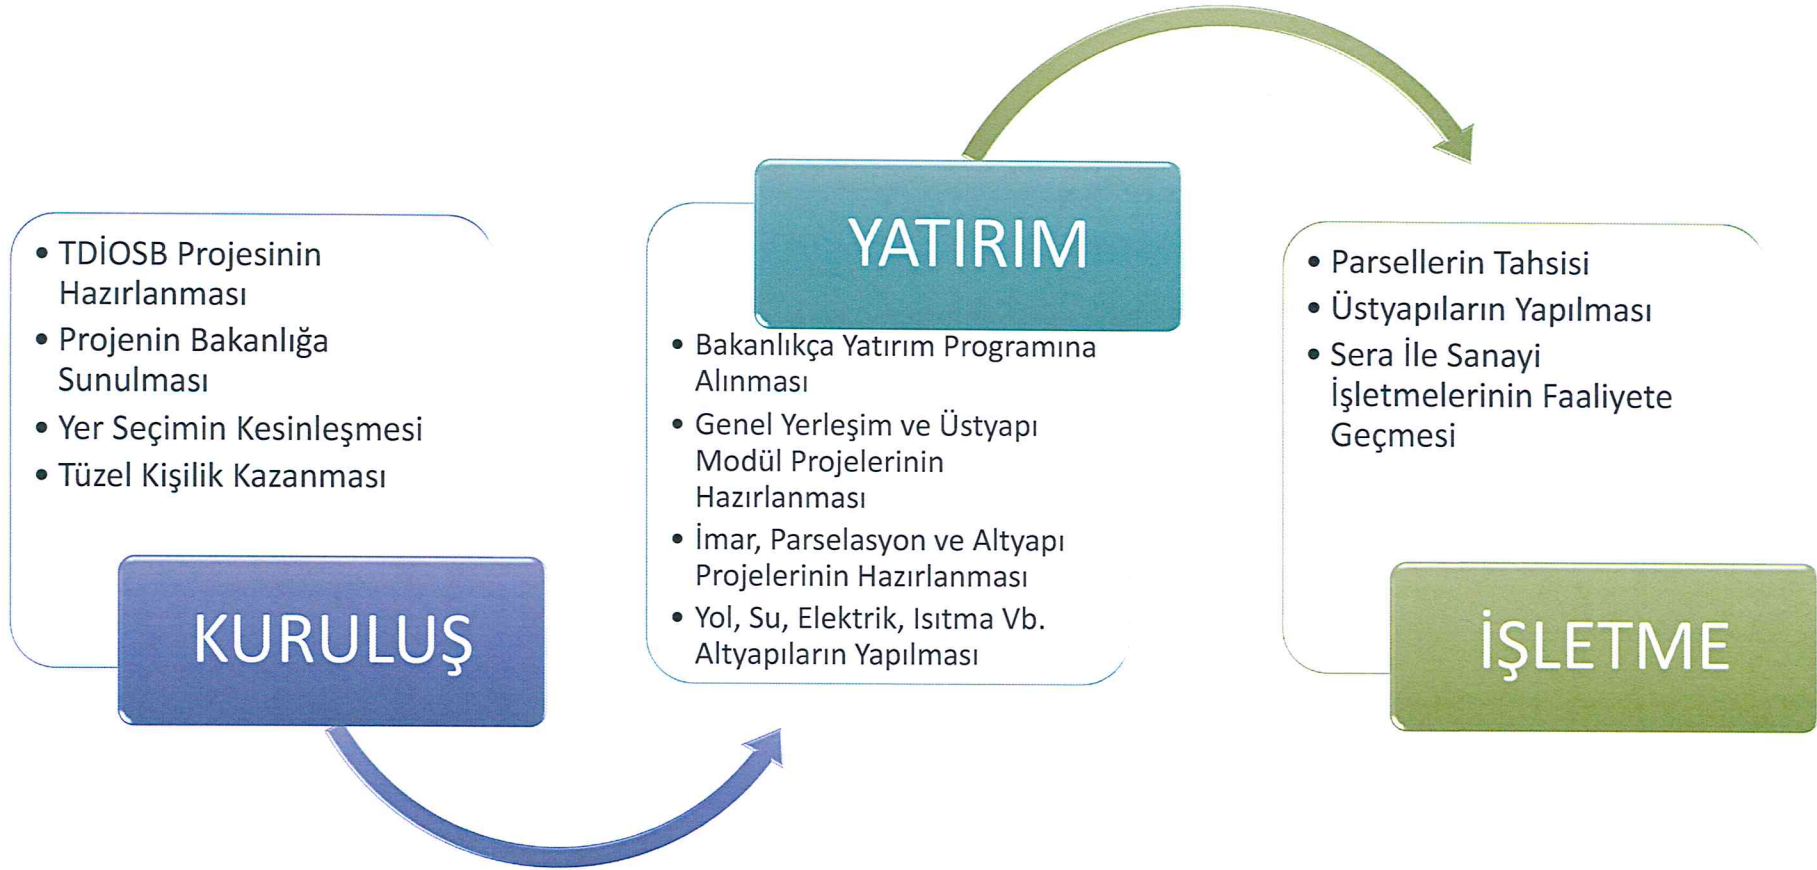 • TDİOSB Projesinin
Hazırlanması
• Projenin Bakanlığa
Sunulması
• Yer Seçimin Kesinleşmesi
• Tüzel Kişilik Kazanması
KURULUŞ
YATIRIM
• Bakanlıkça Yatırım Programına
Alınması
• Genel Yerleşim ve Üstyapı
Modül Projelerinin
Hazırlanması
• İmar, Parselasyon ve Altyapı
Projelerinin Hazırlanması
• Yol, Su, Elektrik, Isıtma Vb.
Altyapıların Yapılması
• Parsellerin Tahsisi
• Üstyapıların Yapılması
• Sera İle Sanayi
İşletmelerinin Faaliyete
Geçmesi
İŞLETME